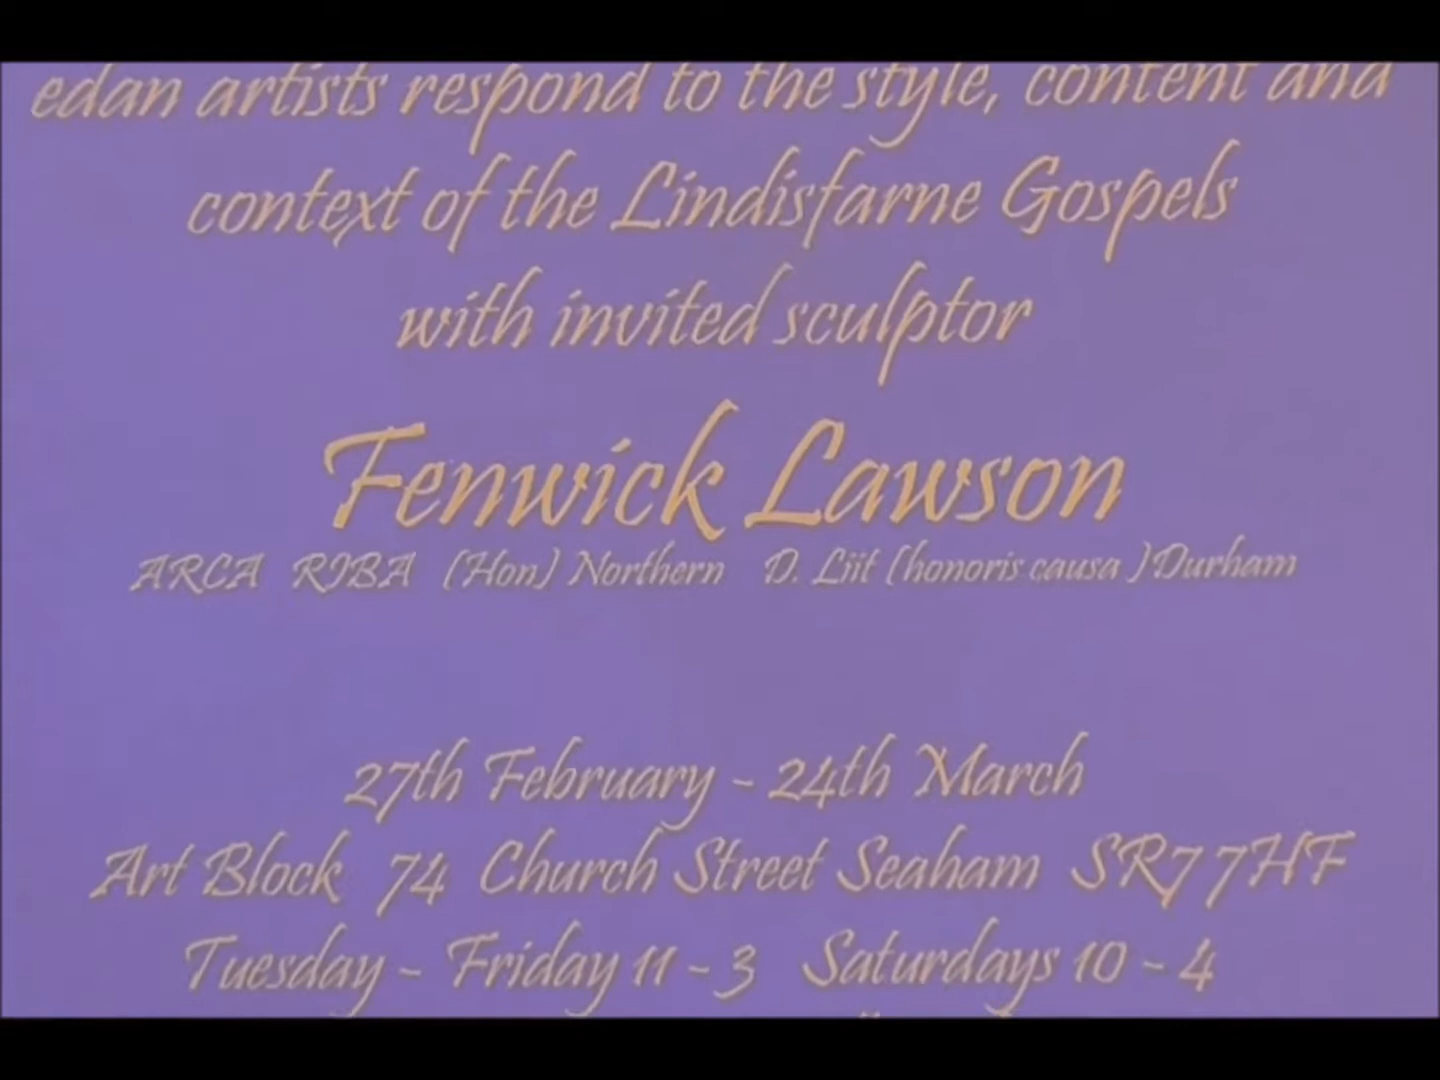 edan artists respond to the style, content and
context of the Lindisfarne Gospels
with invited sculptor
Fenwick Lawson
ARCA RIBA (Hon) Northern D. Liit (honoris causa )Durham
27th February - 24th March
Art Block 74 Church Street Seaham SR7 7HF
Tuesday - Friday 11 - 3 Saturdays 10 - 4